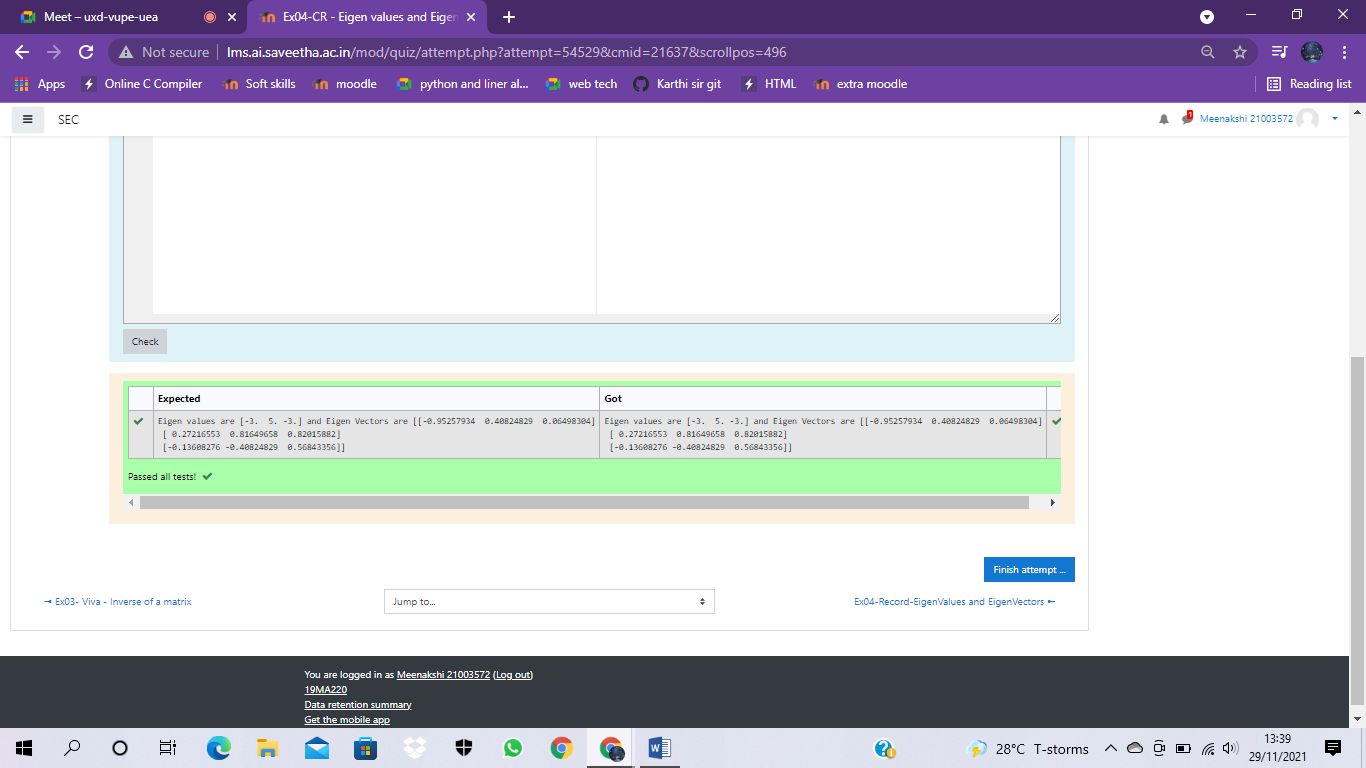 Meet – uxd-vupe-uea
Ex04-CR - Eigen values and Eigen
Not secure lms.ai.saveetha.ac.in/mod/quiz/attempt.php?attempt=54529&cmid=21637&scrollpos=496
Apps Online C Compiler Soft skills moodle python and liner al... web tech Karthi sir git HTML extra moodle Reading list
SEC 1 Meenakshi 21003572
Check
Expected Got
Eigen values are [-3.  5. -3.] and Eigen Vectors are [[-0.95257934  0.40824829  0.06498304] Eigen values are [-3.  5. -3.] and Eigen Vectors are [[-0.95257934  0.40824829  0.06498304]
[ 0.27216553  0.81649658  0.82015882] [ 0.27216553  0.81649658  0.82015882]
[-0.13608276 -0.40824829  0.56843356]] [-0.13608276 -0.40824829  0.56843356]]
Passed all tests!
Finish attempt ...
Ex03- Viva - Inverse of a matrix Jump to... Ex04-Record-EigenValues and EigenVectors
You are logged in as Meenakshi 21003572 (Log out)
19MA220
Data retention summary
Get the mobile app
28°C T-storms
13:39
29/11/2021